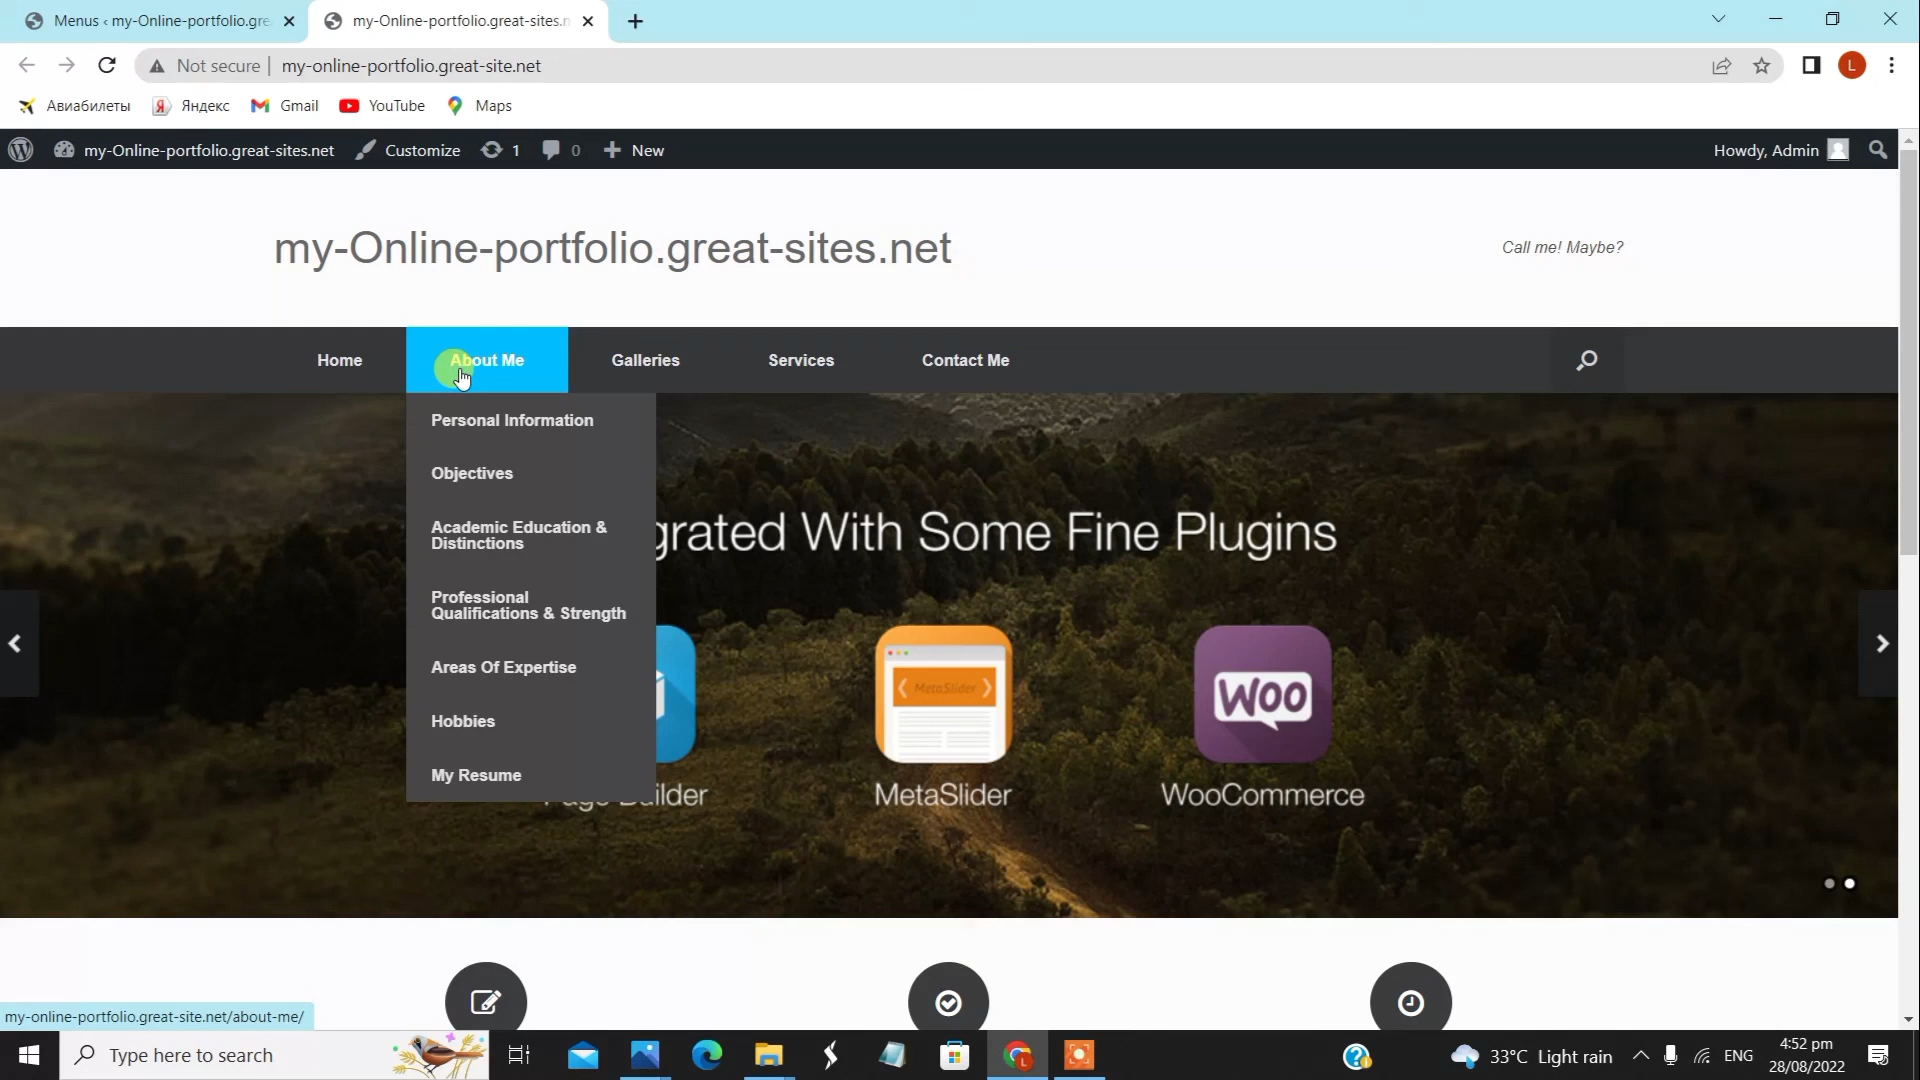 Menus ‹ my-Online-portfolio.gre
my-Online-portfolio.great-sites.n
Not secure
my-online-portfolio.great-site.net
Авиабилеты
Яндекс
Gmail
YouTube
Maps
L
my-Online-portfolio.great-sites.net
Customize
1
0
New
Howdy, Admin
my-Online-portfolio.great-sites.net
Call me! Maybe?
Home
About Me
Galleries
Services
Contact Me
Personal Information
Objectives
Academic Education &
Distinctions
Professional
Qualifications & Strength
Areas Of Expertise
Hobbies
My Resume
grated With Some Fine Plugins
MetaSlider
WOO
ilder
MetaSlider
WooCommerce
my-online-portfolio.great-site.net/about-me/
Type here to search
33°C Light rain
ENG
4:52 pm
28/08/2022